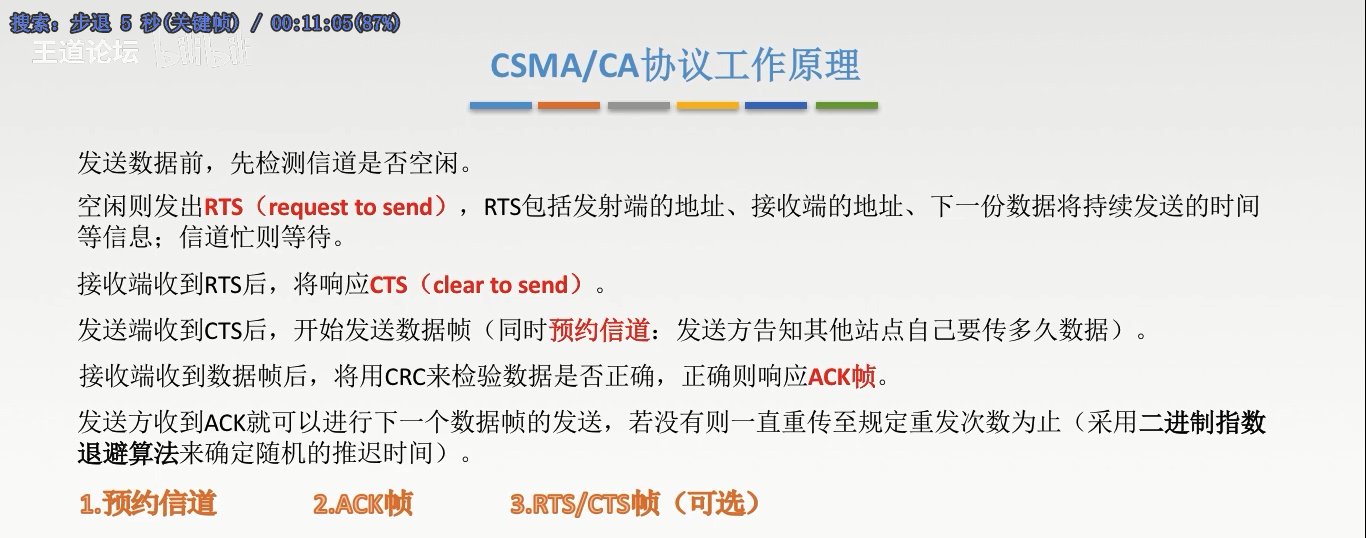 搜索: 步退 5 秒(关键帧) / 00:11:05(87%)
王道论坛 bilibili
CSMA/CA协议工作原理
发送数据前，先检测信道是否空闲。
空闲则发出RTS（request to send），RTS包括发射端的地址、接收端的地址、下一份数据将持续发送的时间
等信息；信道忙则等待。
接收端收到RTS后，将响应CTS（clear to send）。
发送端收到CTS后，开始发送数据帧（同时预约信道：发送方告知其他站点自己要传多久数据）。
接收端收到数据帧后，将用CRC来检验数据是否正确，正确则响应ACK帧。
发送方收到ACK就可以进行下一个数据帧的发送，若没有则一直重传至规定重发次数为止（采用二进制指数
退避算法来确定随机的推迟时间）。
1.预约信道 2.ACK帧 3.RTS/CTS帧（可选）